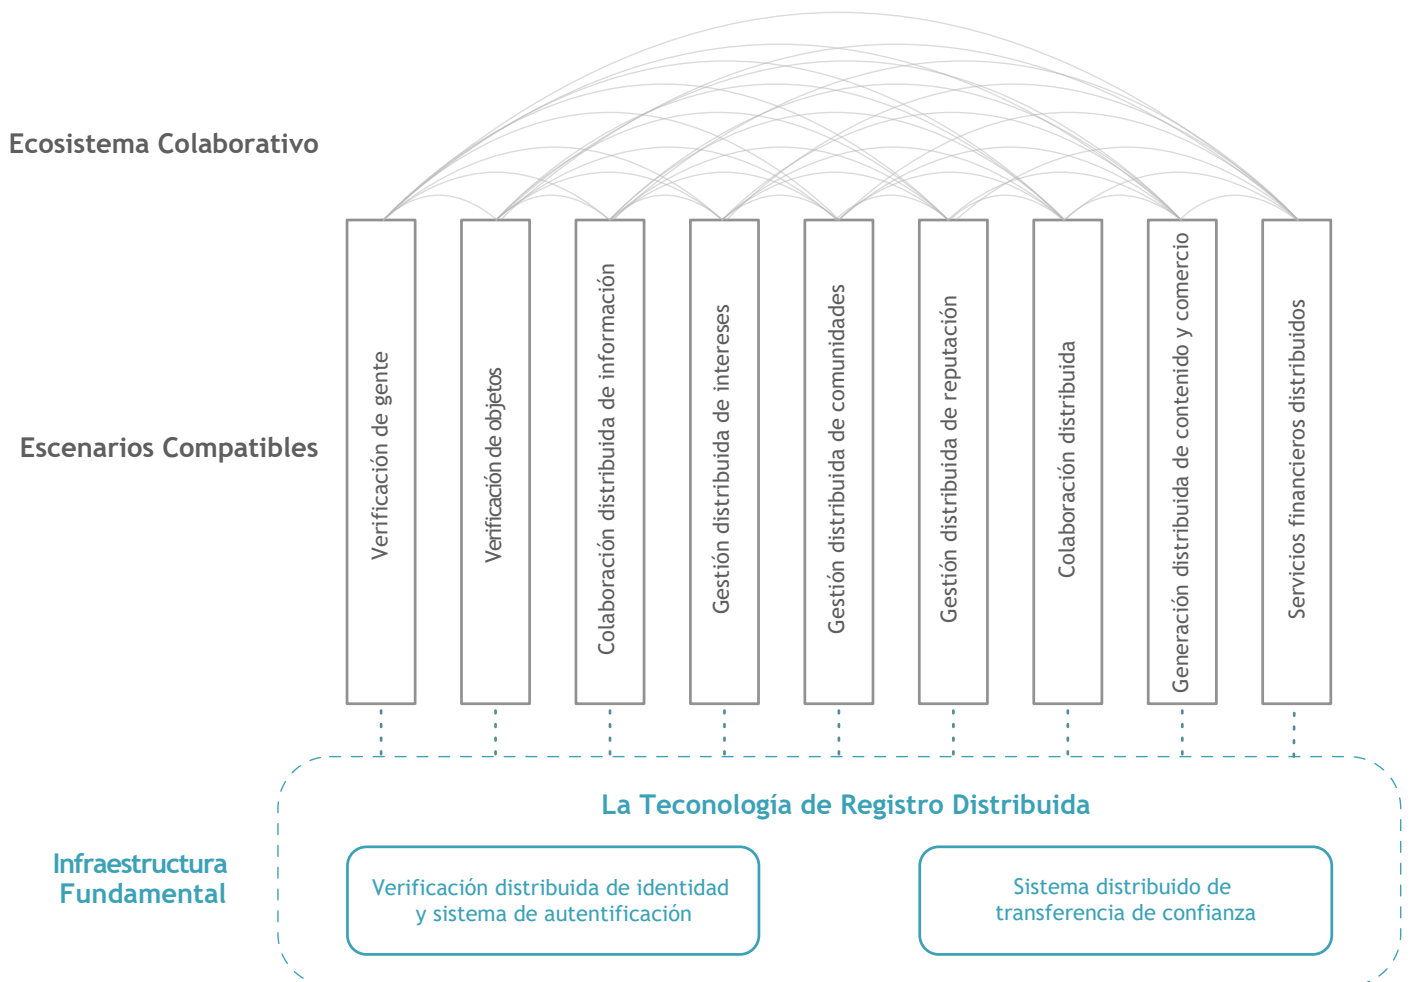 Ecosistema Colaborativo
Escenarios Compatibles
Verificación de gente
Verificación de objetos
Colaboración distribuida de información
Gestión distribuida de intereses
Gestión distribuida de comunidades
Gestión distribuida de reputación
Colaboración distribuida
Generación distribuida de contenido y comercio
Servicios financieros distribuidos
La Teconología de Registro Distribuida
Infraestructura
Fundamental
Verificación distribuida de identidad
y sistema de autentificación
Sistema distribuido de
transferencia de confianza